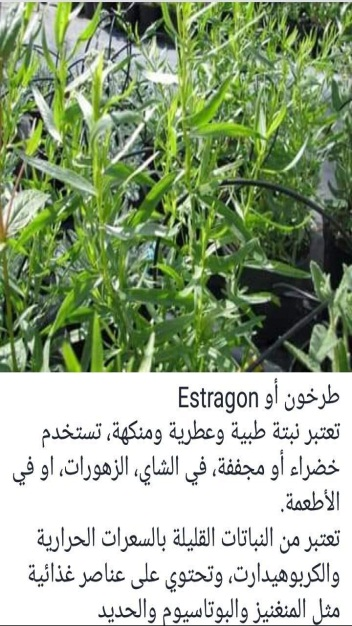 طرخون أو Estragon
تعتبر نبتة طبية وعطرية ومنكهة، تستخدم
خضراء أو مجففة، في الشاي، الزهورات، او في
الأطعمة.
تعتبر من النباتات القليلة بالسعرات الحرارية
والكربوهيدارت، وتحتوي على عناصر غذائية
مثل المنغنيز والبوتاسيوم والحديد